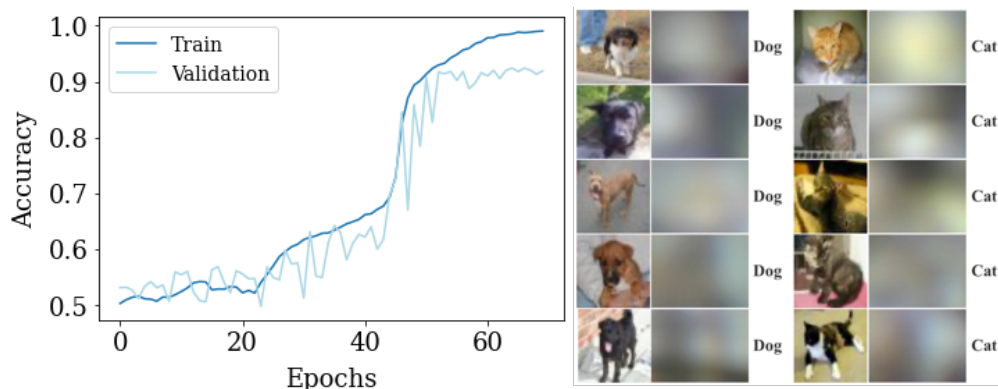 1.0
0.9
0.8
0.7
0.6
0.5
Accuracy
Train
Validation
0 20 40 60
Epochs
Dog Cat
Dog Cat
Dog Cat
Dog Cat
Dog Cat